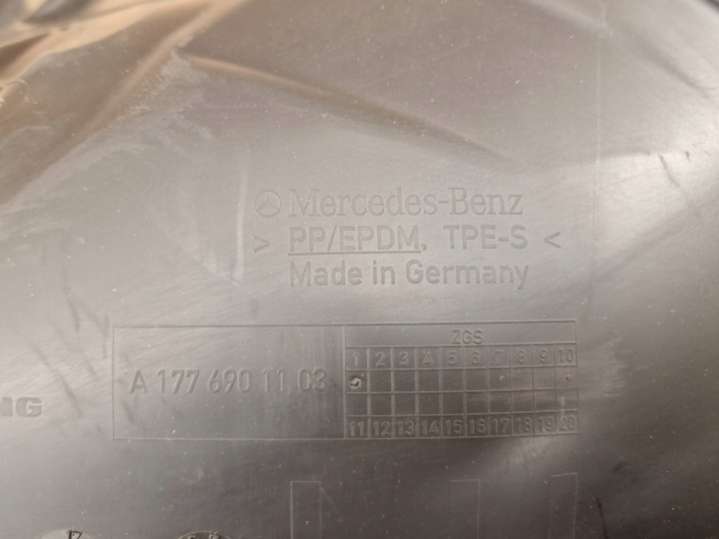 Mercedes-Benz
> PP/EPDM, TPE-S <
Made in Germany
ZGS
1 2 3 4 5 6 7 8 9 10
A 177 690 11 03
11 12 13 14 15 16 17 18 19 20